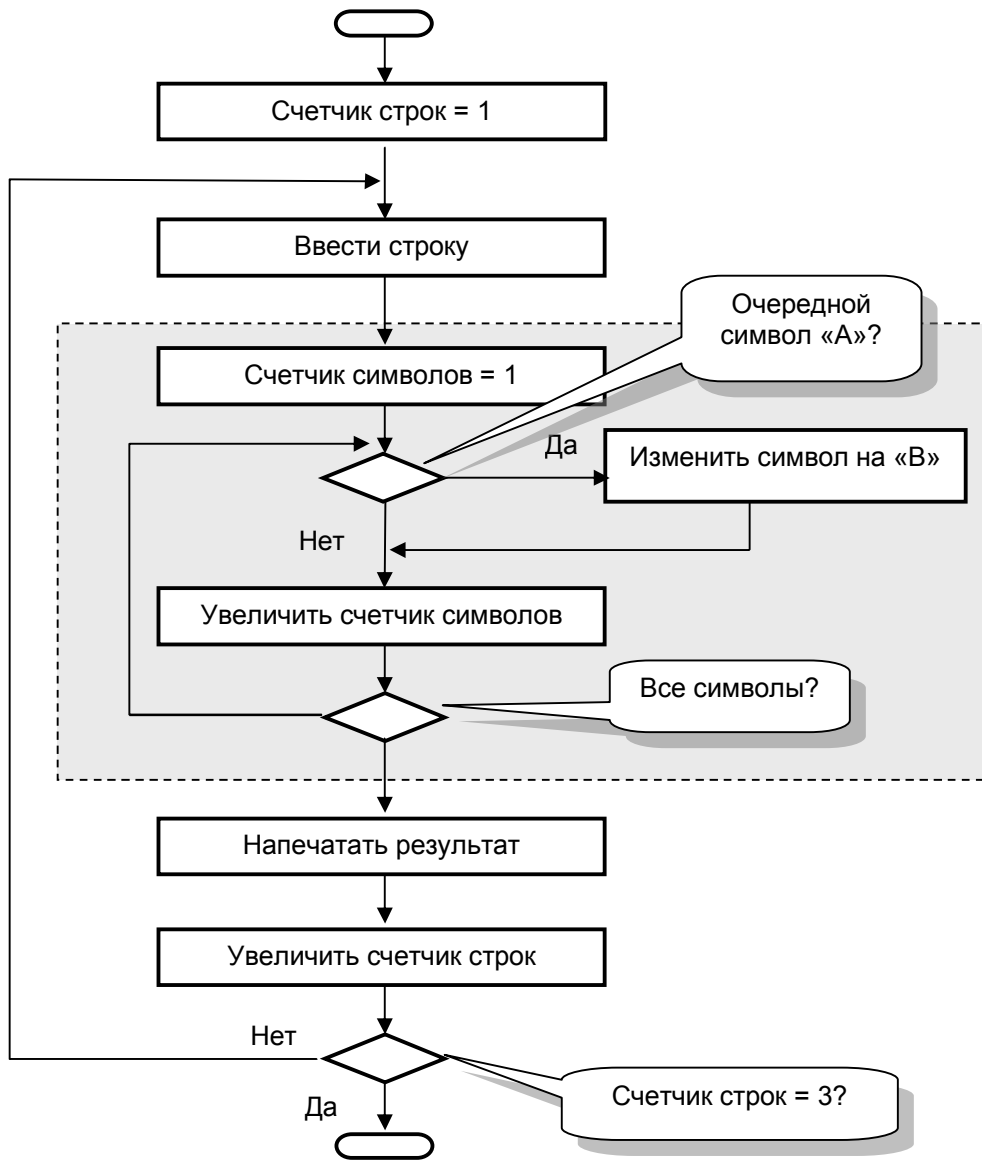 Счетчик строк = 1
Ввести строку
Очередной
символ «А»?
Счетчик символов = 1
Да
Изменить символ на «В»
Нет
Увеличить счетчик символов
Все символы?
Напечатать результат
Увеличить счетчик строк
Нет
Счетчик строк = 3?
Да